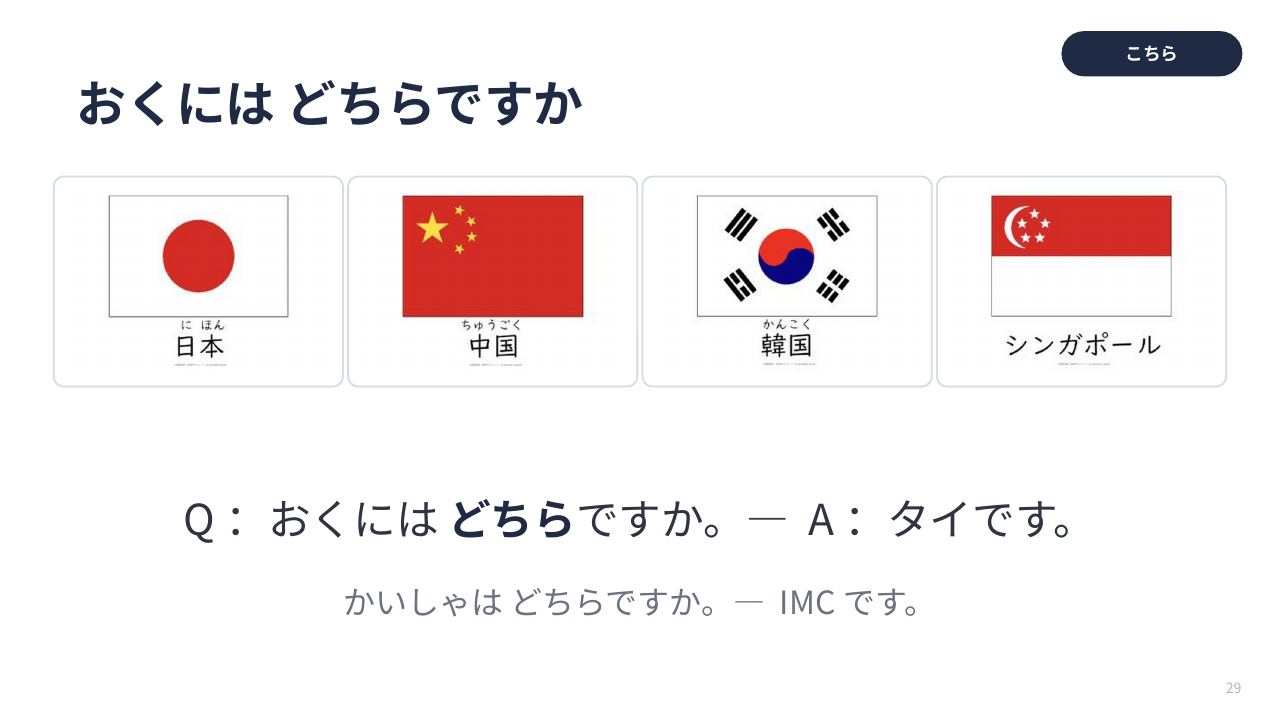 こちら
おくには どちらですか
に ほん
日本
ちゅうごく
中国
かんこく
韓国
シンガポール
Q： おくには どちらですか。— A： タイです。
かいしゃは どちらですか。— IMC です。
29